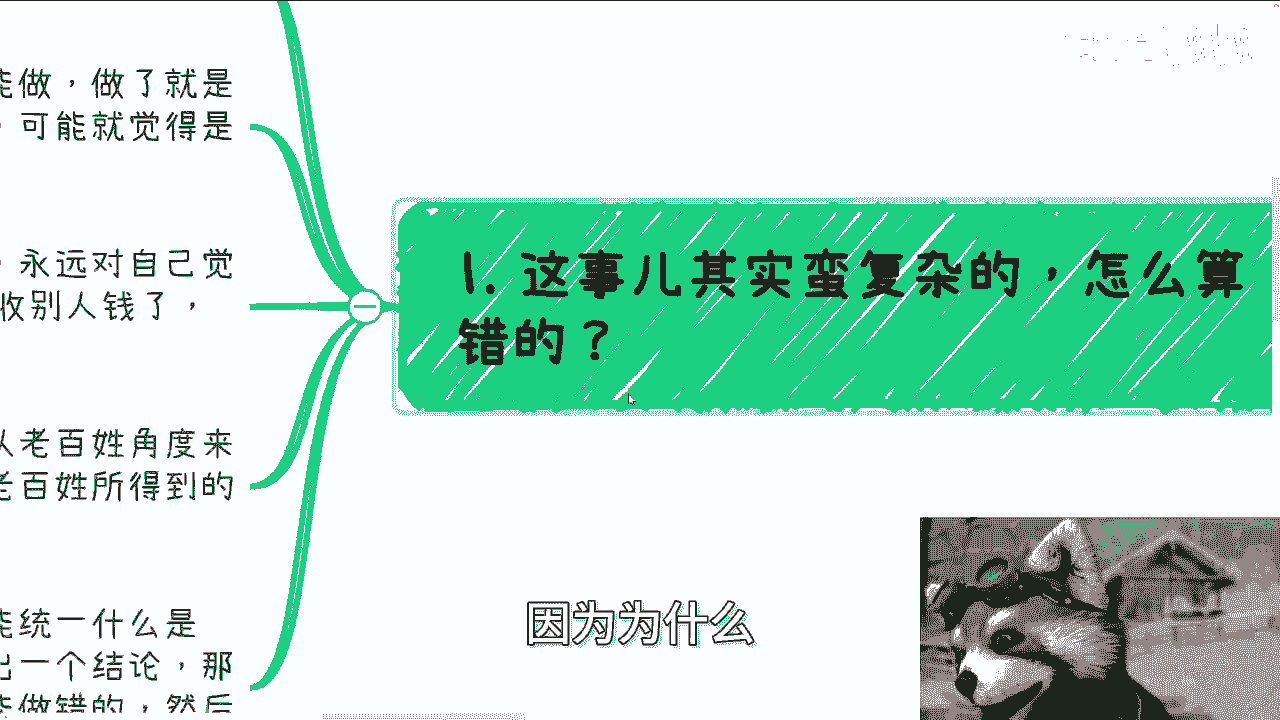 能做，做了就是
，可能就觉得是
，永远对自己觉
收别人钱了，
从老百姓角度来
老百姓所得到的
能统一什么是
出一个结论，那
能做错的，然后
1. 这事儿其实蛮复杂的，怎么算
错的？
因为为什么